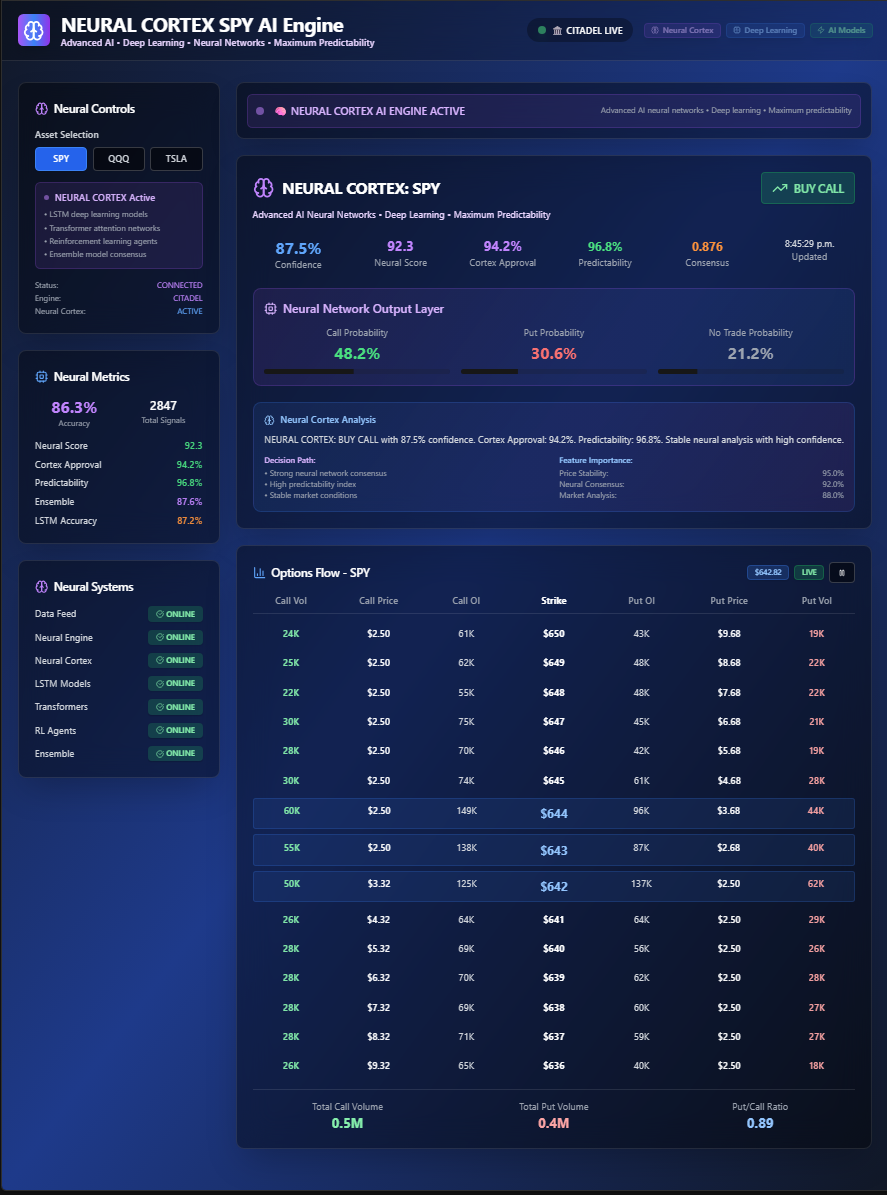 NEURAL CORTEX SPY AI Engine
Advanced AI • Deep Learning • Neural Networks • Maximum Predictability
🏛️ CITADEL LIVE
Neural Cortex
Deep Learning
AI Models
Neural Controls
Asset Selection
SPY QQQ TSLA
NEURAL CORTEX Active
• LSTM deep learning models
• Transformer attention networks
• Reinforcement learning agents
• Ensemble model consensus
Status: CONNECTED
Engine: CITADEL
Neural Cortex: ACTIVE
Neural Metrics
86.3% 2847
Accuracy Total Signals
Neural Score 92.3
Cortex Approval 94.2%
Predictability 96.8%
Ensemble 87.6%
LSTM Accuracy 87.2%
Neural Systems
Data Feed ONLINE
Neural Engine ONLINE
Neural Cortex ONLINE
LSTM Models ONLINE
Transformers ONLINE
RL Agents ONLINE
Ensemble ONLINE
🧠 NEURAL CORTEX AI ENGINE ACTIVE
Advanced AI neural networks • Deep learning • Maximum predictability
NEURAL CORTEX: SPY
BUY CALL
Advanced AI Neural Networks • Deep Learning • Maximum Predictability
87.5% 92.3 94.2% 96.8% 0.876 8:45:29 p.m.
Confidence Neural Score Cortex Approval Predictability Consensus Updated
Neural Network Output Layer
Call Probability Put Probability No Trade Probability
48.2% 30.6% 21.2%
Neural Cortex Analysis
NEURAL CORTEX: BUY CALL with 87.5% confidence. Cortex Approval: 94.2%. Predictability: 96.8%. Stable neural analysis with high confidence.
Decision Path:
• Strong neural network consensus
• High predictability index
• Stable market conditions
Feature Importance:
Price Stability: 95.0%
Neural Consensus: 92.0%
Market Analysis: 88.0%
Options Flow - SPY
$642.82 LIVE
Call Vol Call Price Call OI Strike Put OI Put Price Put Vol
24K $2.50 61K $650 43K $9.68 19K
25K $2.50 62K $649 48K $8.68 22K
22K $2.50 55K $648 48K $7.68 22K
30K $2.50 75K $647 45K $6.68 21K
28K $2.50 70K $646 42K $5.68 19K
30K $2.50 74K $645 61K $4.68 28K
60K $2.50 149K $644 96K $3.68 44K
55K $2.50 138K $643 87K $2.68 40K
50K $3.32 125K $642 137K $2.50 62K
26K $4.32 64K $641 64K $2.50 29K
28K $5.32 69K $640 56K $2.50 26K
28K $6.32 70K $639 62K $2.50 28K
28K $7.32 69K $638 60K $2.50 27K
28K $8.32 71K $637 59K $2.50 27K
26K $9.32 65K $636 40K $2.50 18K
Total Call Volume Total Put Volume Put/Call Ratio
0.5M 0.4M 0.89